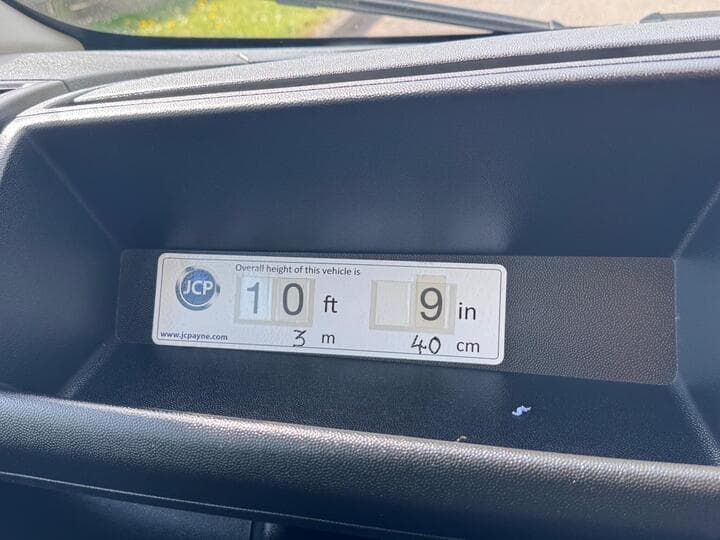 Overall height of this vehicle is
JCP
10 ft 9 in
3 m 40 cm
www.jcpayne.com